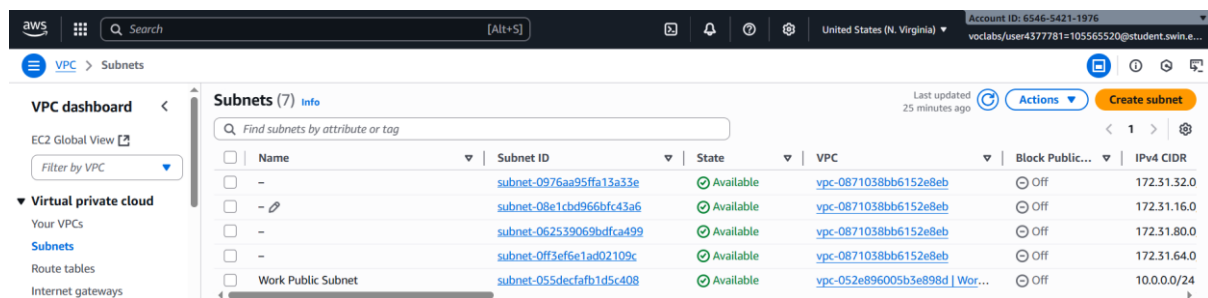 aws Search [Alt+S] United States (N. Virginia) Account ID: 6546-5421-1976
voclabs/user4377781=105565520@student.swin.e...
VPC > Subnets
VPC dashboard
EC2 Global View
Filter by VPC
Virtual private cloud
Your VPCs
Subnets
Route tables
Internet gateways
Subnets (7) Info Last updated 25 minutes ago Actions Create subnet
Find subnets by attribute or tag 1
Name Subnet ID State VPC Block Public... IPv4 CIDR
– subnet-0976aa95ffa13a33e Available vpc-0871038bb6152e8eb Off 172.31.32.0
– subnet-08e1cbd966bfc43a6 Available vpc-0871038bb6152e8eb Off 172.31.16.0
– subnet-062539069bdfca499 Available vpc-0871038bb6152e8eb Off 172.31.80.0
– subnet-0ff3ef6e1ad02109c Available vpc-0871038bb6152e8eb Off 172.31.64.0
Work Public Subnet subnet-055decfafb1d5c408 Available vpc-052e896005b3e898d | Wor... Off 10.0.0.0/24